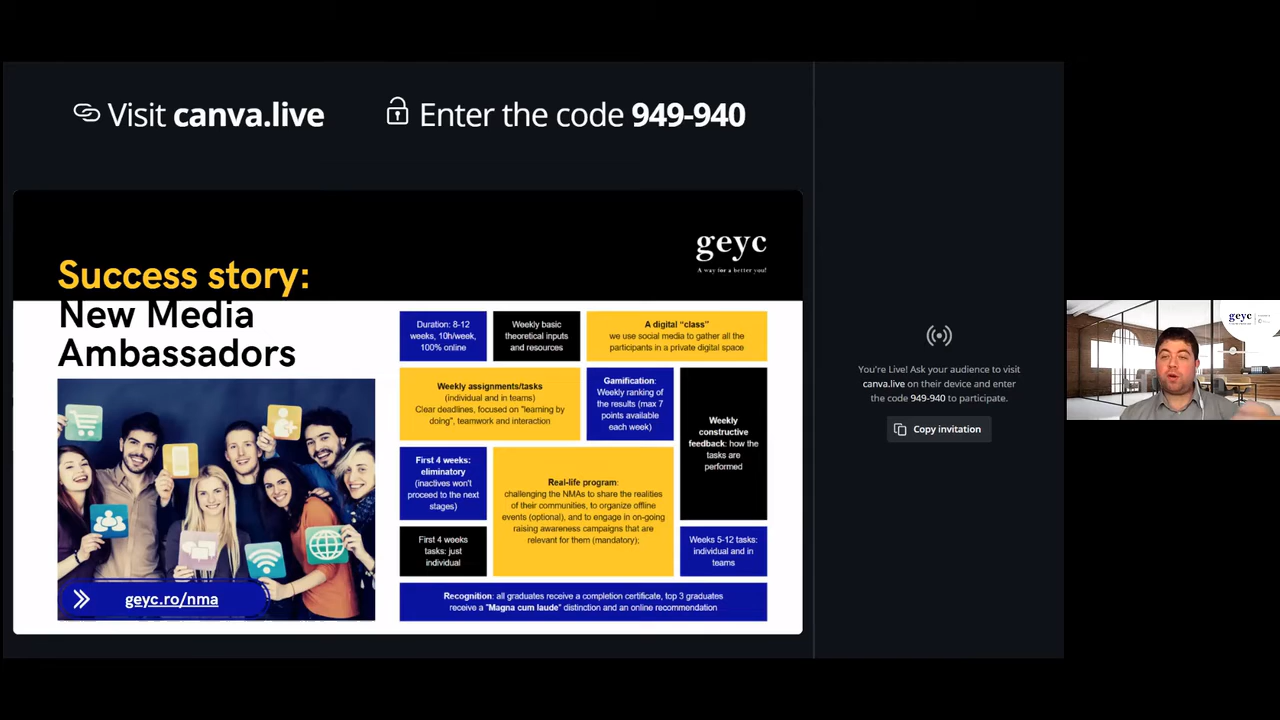 Visit canva.live
Enter the code 949-940
geyc
A way for a better you!
Success story:
New Media
Ambassadors
geyc.ro/nma
Duration: 8-12
weeks, 10h/week,
100% online
Weekly basic
theoretical inputs
and resources
A digital "class"
we use social media to gather all the
participants in a private digital space
Weekly assignments/tasks
(individual and in teams)
Clear deadlines, focused on "learning by
doing", teamwork and interaction
Gamification:
Weekly ranking of
the results (max 7
points available
each week)
Weekly
constructive
feedback: how the
tasks are
performed
First 4 weeks:
eliminatory
(inactives won't
proceed to the next
stages)
Real-life program:
challenging the NMAs to share the realities
of their communities, to organize offline
events (optional), and to engage in on-going
raising awareness campaigns that are
relevant for them (mandatory);
First 4 weeks
tasks: just
individual
Weeks 5-12 tasks:
individual and in
teams
Recognition: all graduates receive a completion certificate, top 3 graduates
receive a "Magna cum laude" distinction and an online recommendation
You're Live! Ask your audience to visit
canva.live on their device and enter
the code 949-940 to participate.
Copy invitation
geyc